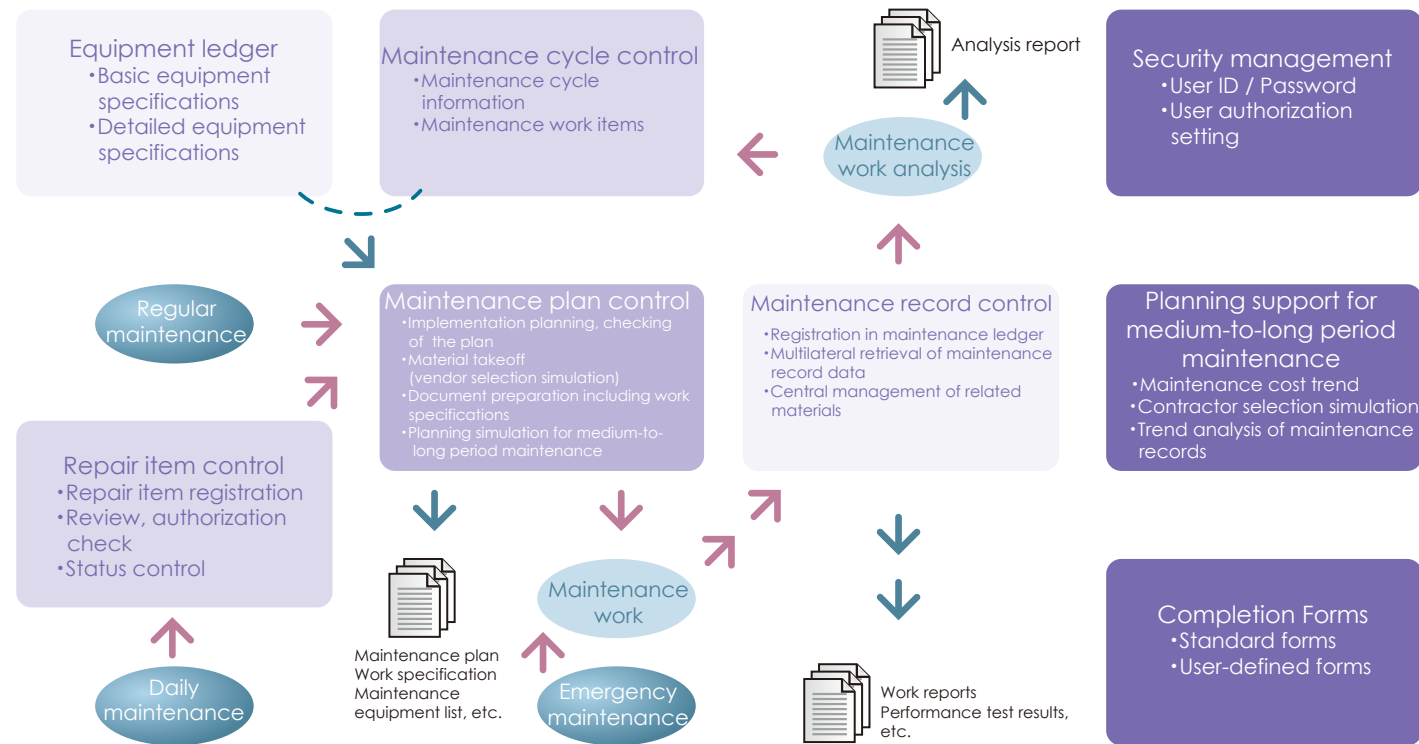 Equipment ledger
・Basic equipment
specifications
・Detailed equipment
specifications
Maintenance cycle control
・Maintenance cycle
information
・Maintenance work items
Analysis report
Maintenance
work analysis
Security management
・User ID / Password
・User authorization
setting
Regular
maintenance
Maintenance plan control
・Implementation planning, checking
of the plan
・Material takeoff
(vendor selection simulation)
・Document preparation including work
specifications
・Planning simulation for medium-to-
long period maintenance
Maintenance record control
・Registration in maintenance ledger
・Multilateral retrieval of maintenance
record data
・Central management of related
materials
Planning support for
medium-to-long period
maintenance
・Maintenance cost trend
・Contractor selection simulation
・Trend analysis of maintenance
records
Repair item control
・Repair item registration
・Review, authorization
check
・Status control
Daily
maintenance
Maintenance plan
Work specification
Maintenance
equipment list, etc.
Maintenance
work
Emergency
maintenance
Work reports
Performance test results,
etc.
Completion Forms
・Standard forms
・User-defined forms